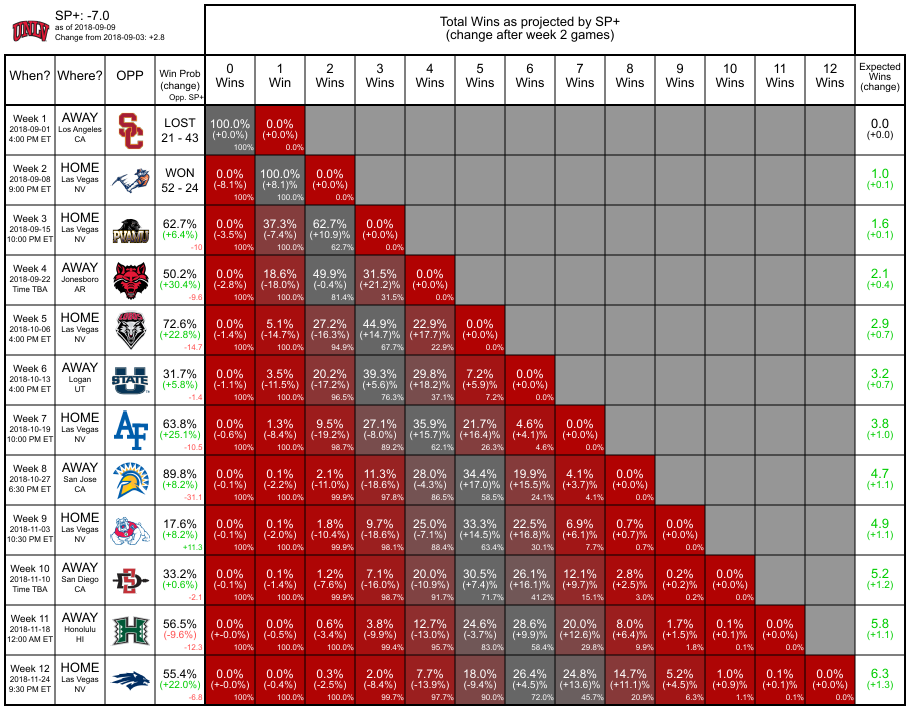 UNLV
SP+: -7.0
as of 2018-09-09
Change from 2018-09-03: +2.8
Total Wins as projected by SP+
(change after week 2 games)
When? Where? OPP Win Prob (change) Opp. SP+ 0 Wins 1 Win 2 Wins 3 Wins 4 Wins 5 Wins 6 Wins 7 Wins 8 Wins 9 Wins 10 Wins 11 Wins 12 Wins Expected Wins (change)
Week 1 AWAY LOST 100.0% 0.0% 0.0
2018-09-01 Los Angeles SC 21 - 43 (+0.0%) (+0.0%) (+0.0)
4:00 PM ET CA 100% 0.0%
Week 2 HOME WON 0.0% 100.0% 0.0% 1.0
2018-09-08 Las Vegas 52 - 24 (-8.1%) (+8.1)% (+0.0%) (+0.1)
9:00 PM ET NV 100% 100.0% 0.0%
Week 3 HOME 62.7% 0.0% 37.3% 62.7% 0.0% 1.6
2018-09-15 Las Vegas PVAMU (+6.4%) (-3.5%) (-7.4%) (+10.9)% (+0.0%) (+0.1)
10:00 PM ET NV -10 100% 100.0% 62.7% 0.0%
Week 4 AWAY 50.2% 0.0% 18.6% 49.9% 31.5% 0.0% 2.1
2018-09-22 Jonesboro (+30.4%) (-2.8%) (-18.0%) (-0.4%) (+21.2)% (+0.0%) (+0.4)
Time TBA AR -9.6 100% 100.0% 81.4% 31.5% 0.0%
Week 5 HOME 72.6% 0.0% 5.1% 27.2% 44.9% 22.9% 0.0% 2.9
2018-10-06 Las Vegas (+22.8%) (-1.4%) (-14.7%) (-16.3%) (+14.7)% (+17.7)% (+0.0%) (+0.7)
4:00 PM ET NV -14.7 100% 100.0% 94.9% 67.7% 22.9% 0.0%
Week 6 AWAY 31.7% 0.0% 3.5% 20.2% 39.3% 29.8% 7.2% 0.0% 3.2
2018-10-13 Logan STATE (+5.8%) (-1.1%) (-11.5%) (-17.2%) (+5.6)% (+18.2)% (+5.9)% (+0.0%) (+0.7)
4:00 PM ET UT -1.4 100% 100.0% 96.5% 76.3% 37.1% 7.2% 0.0%
Week 7 HOME 63.8% 0.0% 1.3% 9.5% 27.1% 35.9% 21.7% 4.6% 0.0% 3.8
2018-10-19 Las Vegas AF (+25.1%) (-0.6%) (-8.4%) (-19.2%) (-8.0%) (+15.7)% (+16.4)% (+4.1)% (+0.0%) (+1.0)
10:00 PM ET NV -10.5 100% 100.0% 98.7% 89.2% 62.1% 26.3% 4.6% 0.0%
Week 8 AWAY 89.8% 0.0% 0.1% 2.1% 11.3% 28.0% 34.4% 19.9% 4.1% 0.0% 4.7
2018-10-27 San Jose (+8.2%) (-0.1%) (-2.2%) (-11.0%) (-18.6%) (-4.3%) (+17.0)% (+15.5)% (+3.7)% (+0.0%) (+1.1)
6:30 PM ET CA -31.1 100% 100.0% 99.9% 97.8% 86.5% 58.5% 24.1% 4.1% 0.0%
Week 9 HOME 17.6% 0.0% 0.1% 1.8% 9.7% 25.0% 33.3% 22.5% 6.9% 0.7% 0.0% 4.9
2018-11-03 Las Vegas (+8.2%) (-0.1%) (-2.0%) (-10.4%) (-18.6%) (-7.1%) (+14.5)% (+16.8)% (+6.1)% (+0.7)% (+0.0%) (+1.1)
10:30 PM ET NV +11.3 100% 100.0% 99.9% 98.1% 88.4% 63.4% 30.1% 7.7% 0.7% 0.0%
Week 10 AWAY 33.2% 0.0% 0.1% 1.2% 7.1% 20.0% 30.5% 26.1% 12.1% 2.8% 0.2% 0.0% 5.2
2018-11-10 San Diego (+0.6%) (-0.1%) (-1.4%) (-7.6%) (-16.0%) (-10.9%) (+7.4)% (+16.1)% (+9.7)% (+2.5)% (+0.2)% (+0.0%) (+1.2)
Time TBA CA -2.1 100% 100.0% 99.9% 98.7% 91.7% 71.7% 41.2% 15.1% 3.0% 0.2% 0.0%
Week 11 AWAY 56.5% 0.0% 0.0% 0.6% 3.8% 12.7% 24.6% 28.6% 20.0% 8.0% 1.7% 0.1% 0.0% 5.8
2018-11-18 Honolulu H (-9.6%) (+-0.0%) (-0.5%) (-3.4%) (-9.9%) (-13.0%) (-3.7%) (+9.9)% (+12.6)% (+6.4)% (+1.5)% (+0.1)% (+0.0%) (+1.1)
12:00 AM ET HI -12.3 100% 100.0% 100.0% 99.4% 95.7% 83.0% 58.4% 29.8% 9.9% 1.8% 0.1% 0.0%
Week 12 HOME 55.4% 0.0% 0.0% 0.3% 2.0% 7.7% 18.0% 26.4% 24.8% 14.7% 5.2% 1.0% 0.1% 0.0% 6.3
2018-11-24 Las Vegas (+22.0%) (+-0.0%) (-0.4%) (-2.5%) (-8.4%) (-13.9%) (-9.4%) (+4.5)% (+13.6)% (+11.1)% (+4.5)% (+0.9)% (+0.1)% (+0.0%) (+1.3)
9:30 PM ET NV -6.8 100% 100.0% 100.0% 99.7% 97.7% 90.0% 72.0% 45.7% 20.9% 6.3% 1.1% 0.1% 0.0%